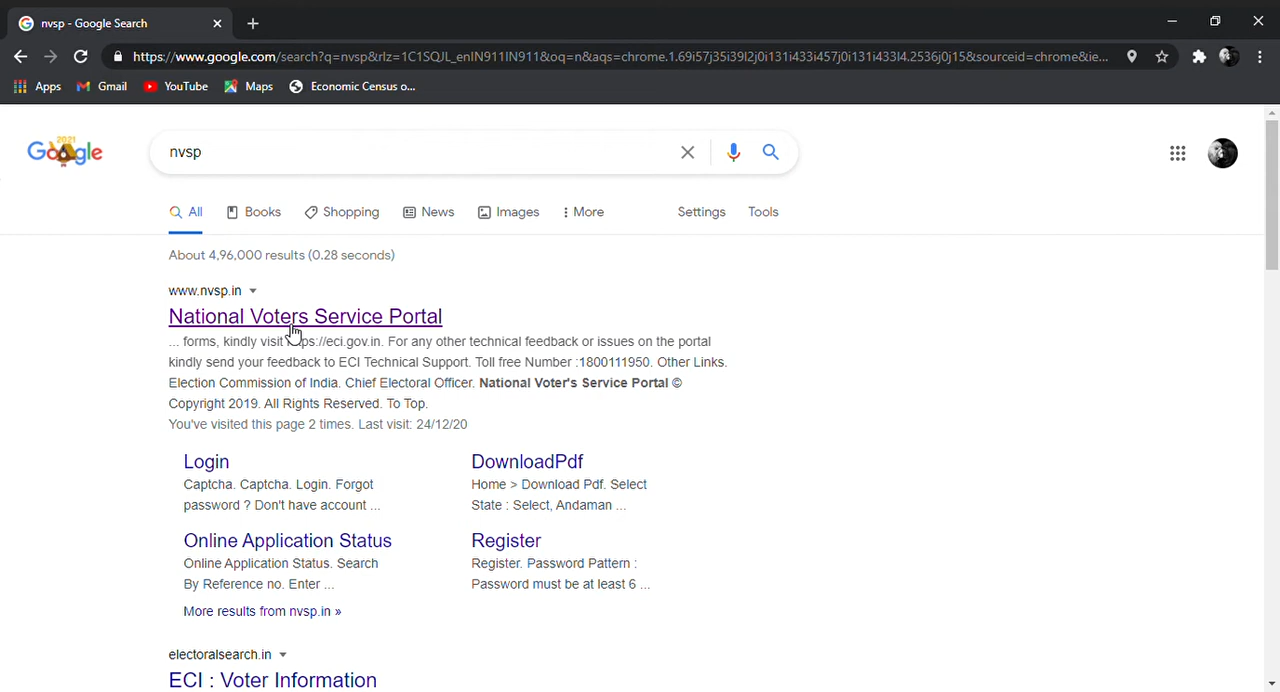 nvsp - Google Search
https://www.google.com/search?q=nvsp&rlz=1C1SQJL_enIN911IN911&oq=n&aqs=chrome.1.69i57j35i39l2j0i131i433i457j0i131i433l4.2536j0j15&sourceid=chrome&ie...
Apps Gmail YouTube Maps Economic Census o...
2021
Google
nvsp
All Books Shopping News Images More Settings Tools
About 4,96,000 results (0.28 seconds)
www.nvsp.in
National Voters Service Portal
... forms, kindly visit ps://eci.gov.in. For any other technical feedback or issues on the portal
kindly send your feedback to ECI Technical Support. Toll free Number :1800111950. Other Links.
Election Commission of India. Chief Electoral Officer. National Voter's Service Portal ©
Copyright 2019. All Rights Reserved. To Top.
You've visited this page 2 times. Last visit: 24/12/20
Login DownloadPdf
Captcha. Captcha. Login. Forgot Home > Download Pdf. Select
password ? Don't have account ... State : Select, Andaman ...
Online Application Status Register
Online Application Status. Search Register. Password Pattern :
By Reference no. Enter ... Password must be at least 6 ...
More results from nvsp.in »
electoralsearch.in
ECI : Voter Information